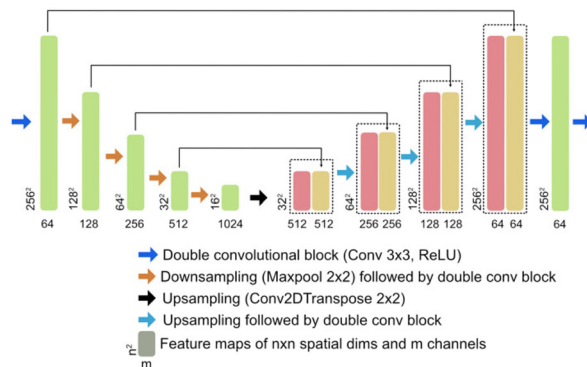 256²
128²
64²
32²
16²
32²
64²
128²
256²
256²
64
128
256
512
1024
512 512
256 256
128 128
64 64
64
Double convolutional block (Conv 3x3, ReLU)
Downsampling (Maxpool 2x2) followed by double conv block
Upsampling (Conv2DTranspose 2x2)
Upsampling followed by double conv block
n²
Feature maps of nxn spatial dims and m channels
m